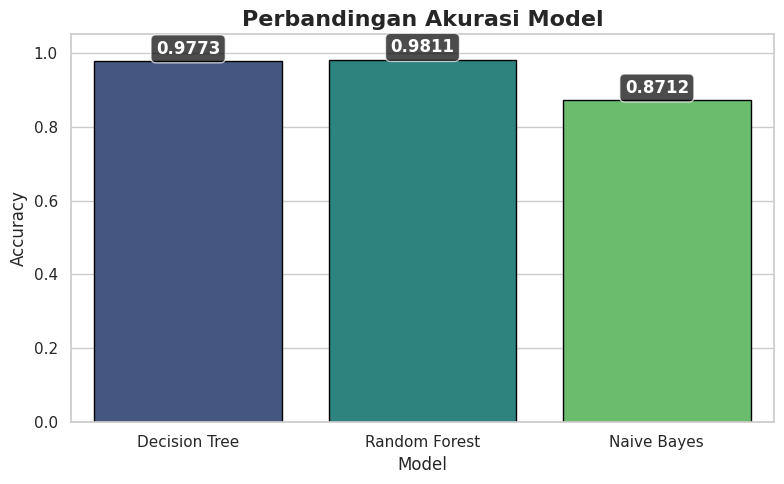 Perbandingan Akurasi Model
0.9773
0.9811
0.8712
1.0
0.8
0.6
0.4
0.2
0.0
Accuracy
Decision Tree
Random Forest
Naive Bayes
Model